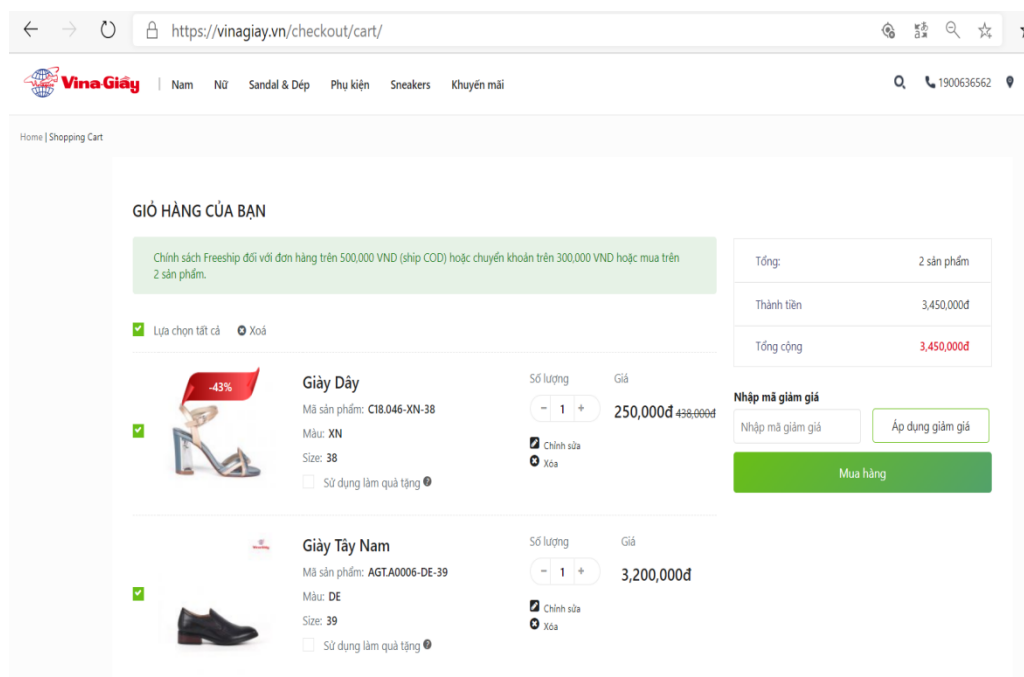 https://vinagiay.vn/checkout/cart/
Vina-Giầy | Nam Nữ Sandal & Dép Phụ kiện Sneakers Khuyến mãi 1900636562
Home | Shopping Cart
GIỎ HÀNG CỦA BẠN
Chính sách Freeship đối với đơn hàng trên 500,000 VND (ship COD) hoặc chuyển khoản trên 300,000 VND hoặc mua trên
2 sản phẩm.
Lựa chọn tất cả Xoá
-43%
Giày Dây
Mã sản phẩm: C18.046-XN-38
Màu: XN
Size: 38
Sử dụng làm quà tặng ?
Số lượng
- 1 +
Chỉnh sửa
Xóa
Giá
250,000đ 438,000đ
Giày Tây Nam
Mã sản phẩm: AGT.A0006-DE-39
Màu: DE
Size: 39
Sử dụng làm quà tặng ?
Số lượng
- 1 +
Chỉnh sửa
Xóa
Giá
3,200,000đ
Tổng: 2 sản phẩm
Thành tiền 3,450,000đ
Tổng cộng 3,450,000đ
Nhập mã giảm giá
Nhập mã giảm giá Áp dụng giảm giá
Mua hàng